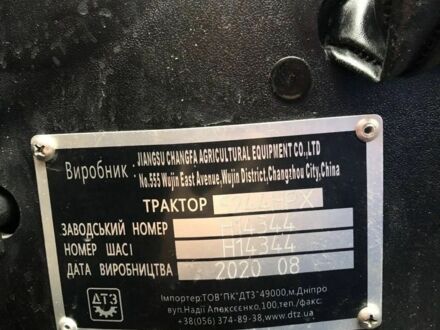 Виробник :
JIANGSU CHANGFA AGRICULTURAL EQUIPMENT CO.,LTD
No.555 Wujin East Avenue,Wujin District,Changzhou City,China
ТРАКТОР 5244HPX
ЗАВОДСЬКИЙ НОМЕР H14344
НОМЕР ШАСІ H14344
ДАТА ВИРОБНИЦТВА 2020 08
ДТЗ
Імпортер:ТОВ"ПК"ДТЗ"49000,м.Дніпро
вул.Надії Алексєєнко,100,тел./факс:
+38(056) 374-89-38, www.dtz.ua